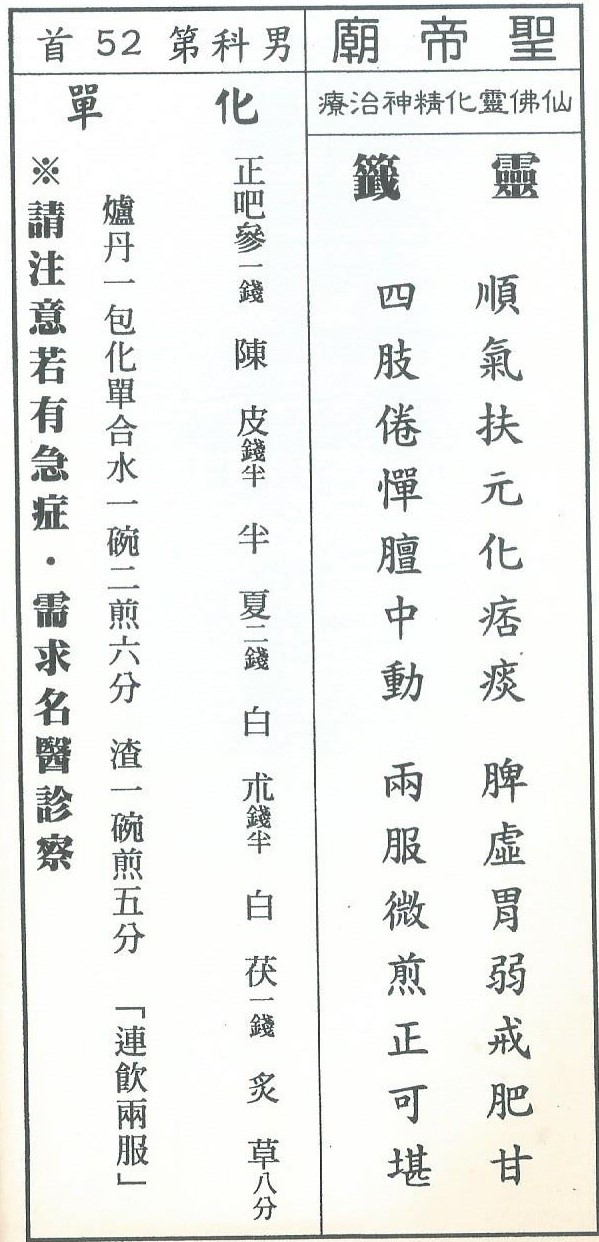 聖帝廟
仙佛靈化精神治療
靈籤
順氣扶元化痞痰　脾虛胃弱戒肥甘
四肢倦憚膻中動　兩服微煎正可堪
男科第52首
化單
正吧參一錢　陳皮錢半　半夏二錢　白朮錢半　白茯一錢　炙草八分
爐丹一包化單合水一碗二煎六分　渣一碗煎五分　「連飲兩服」
※請注意若有急症・需求名醫診察